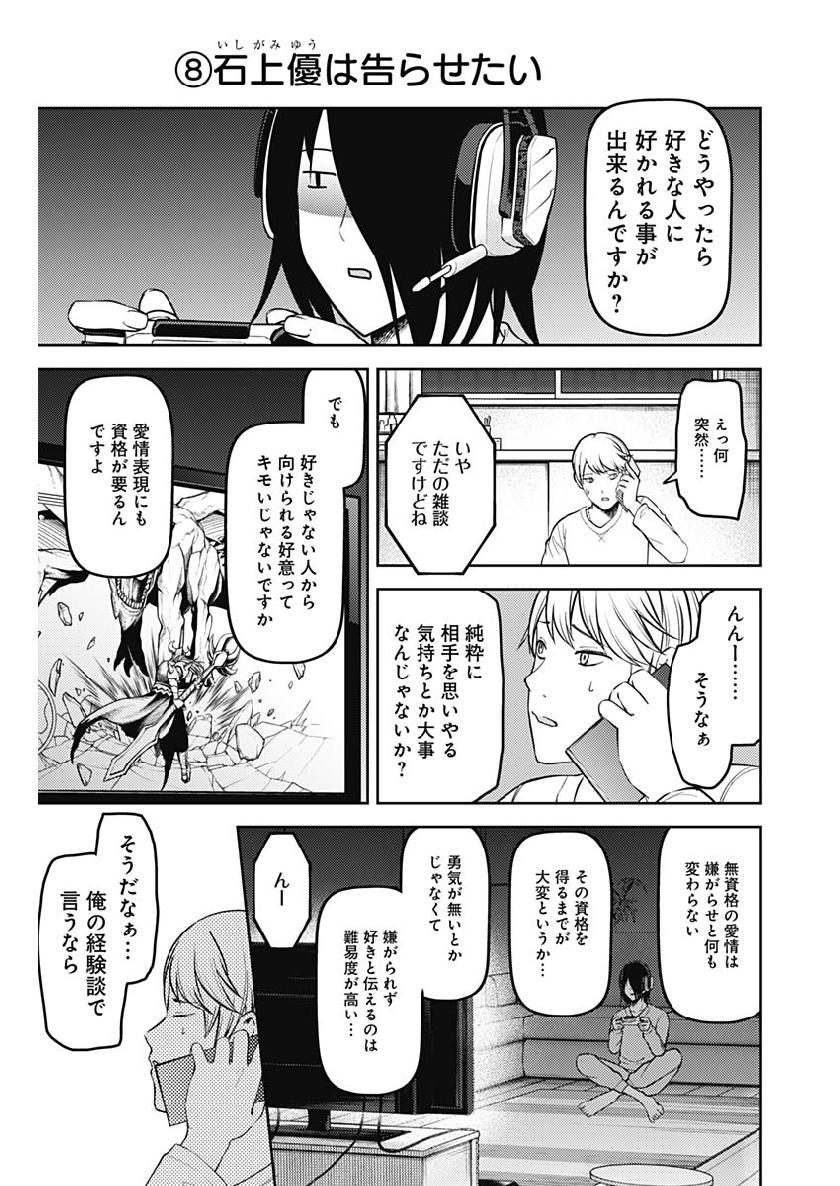 いしがみゆう
⑧石上優は告らせたい
どうやったら
好きな人に
好かれる事が
出来るんですか？
えっ何
突然……
いや
ただの雑談
ですけどね
んんー……
そうなぁ
純粋に
相手を思いやる
気持ちとか大事
なんじゃないか？
でも
好きじゃない人から
向けられる好意って
キモいじゃないですか
愛情表現にも
資格が要るん
ですよ
無資格の愛情は
嫌がらせと何も
変わらない
その資格を
得るまでが
大変というか…
勇気が無いとか
じゃなくて
嫌がられず
好きと伝えるのは
難易度が高い…
んー
そうだなぁ…
俺の経験談で
言うなら